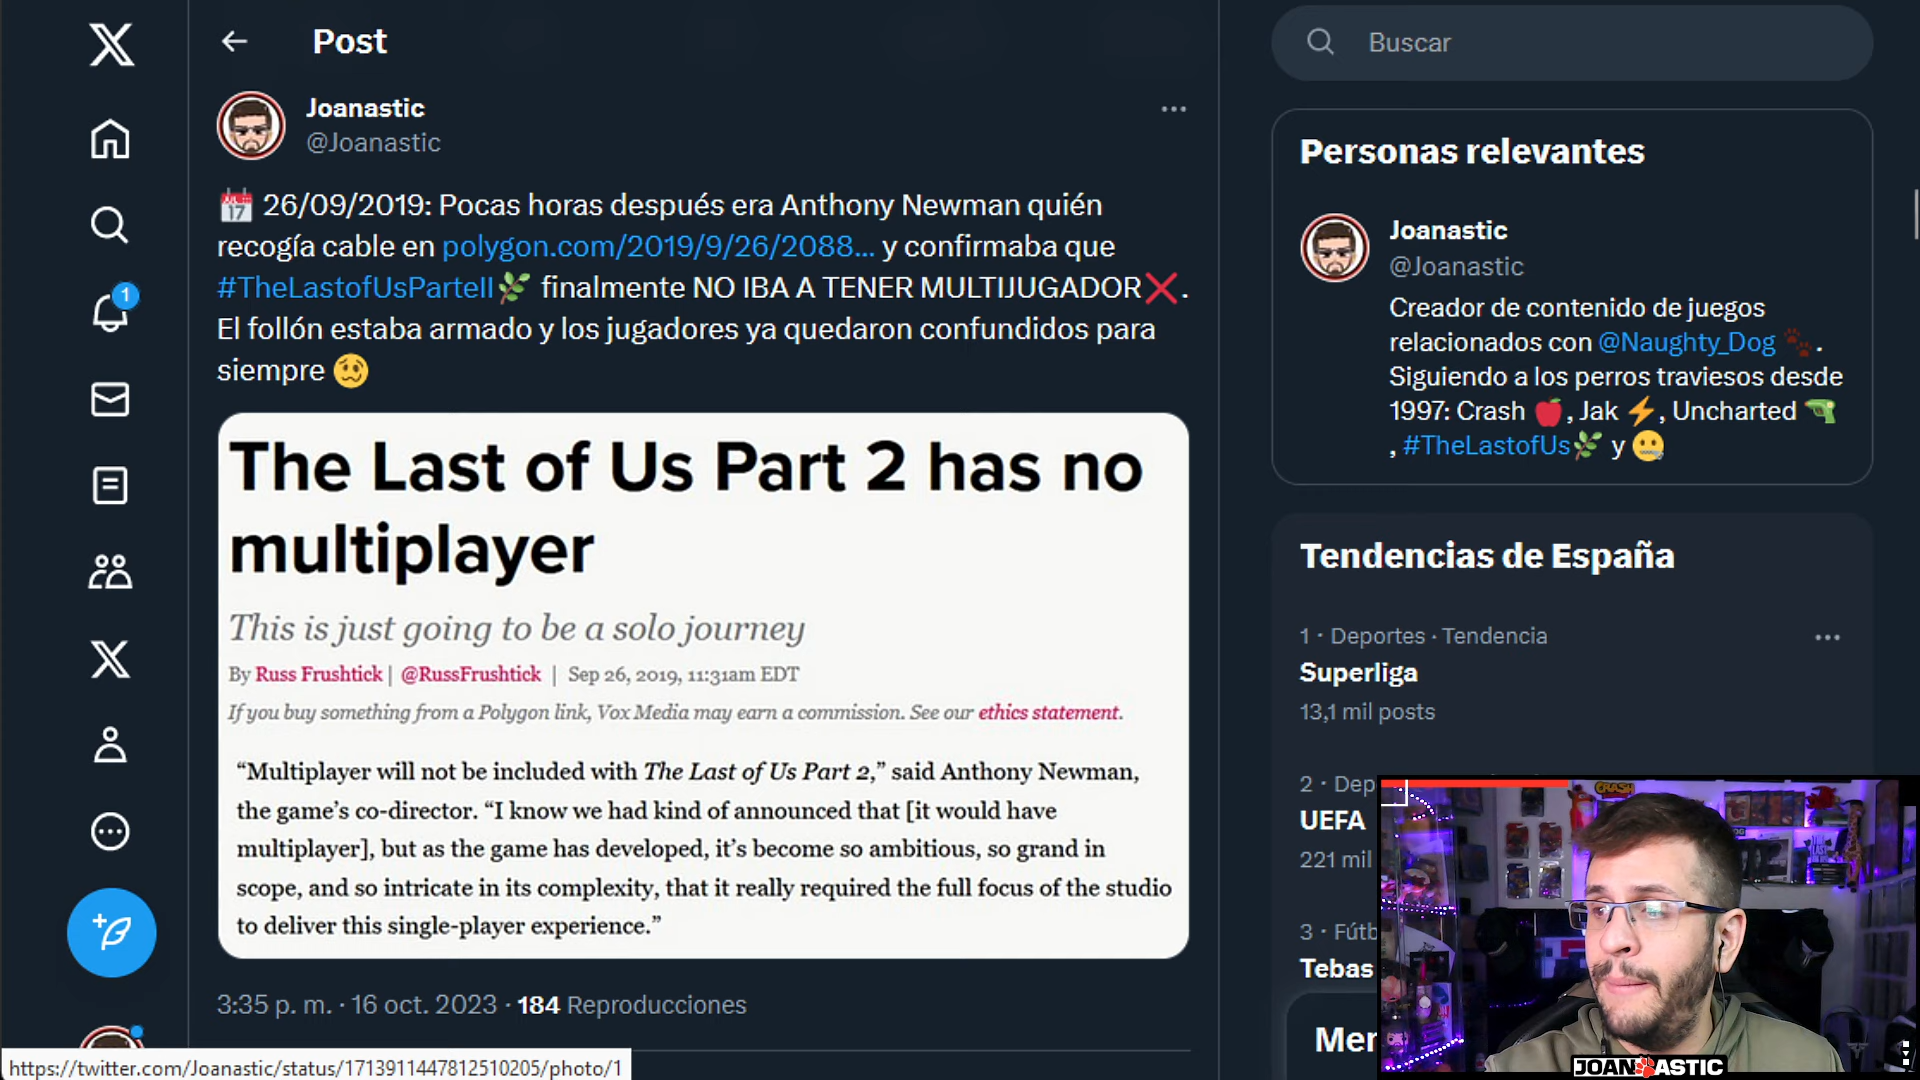 Post
Joanastic
@Joanastic
26/09/2019: Pocas horas después era Anthony Newman quién
recogía cable en polygon.com/2019/9/26/2088... y confirmaba que
#TheLastofUsParteII finalmente NO IBA A TENER MULTIJUGADOR❌.
El follón estaba armado y los jugadores ya quedaron confundidos para
siempre 🥴
The Last of Us Part 2 has no
multiplayer
This is just going to be a solo journey
By Russ Frushtick | @RussFrushtick | Sep 26, 2019, 11:31am EDT
If you buy something from a Polygon link, Vox Media may earn a commission. See our ethics statement.
“Multiplayer will not be included with The Last of Us Part 2,” said Anthony Newman,
the game’s co-director. “I know we had kind of announced that [it would have
multiplayer], but as the game has developed, it’s become so ambitious, so grand in
scope, and so intricate in its complexity, that it really required the full focus of the studio
to deliver this single-player experience.”
3:35 p. m. · 16 oct. 2023 · 184 Reproducciones
https://twitter.com/Joanastic/status/1713911447812510205/photo/1
1
Buscar
Personas relevantes
Joanastic
@Joanastic
Creador de contenido de juegos
relacionados con @Naughty_Dog 🐾.
Siguiendo a los perros traviesos desde
1997: Crash 🍎, Jak ⚡, Uncharted 🔫
, #TheLastofUs🌿 y 🤐
Tendencias de España
1 · Deportes · Tendencia
Superliga
13,1 mil posts
2 · Dep
UEFA
221 mil
3 · Fútb
Tebas
Mer
CRASH
JOANASTIC